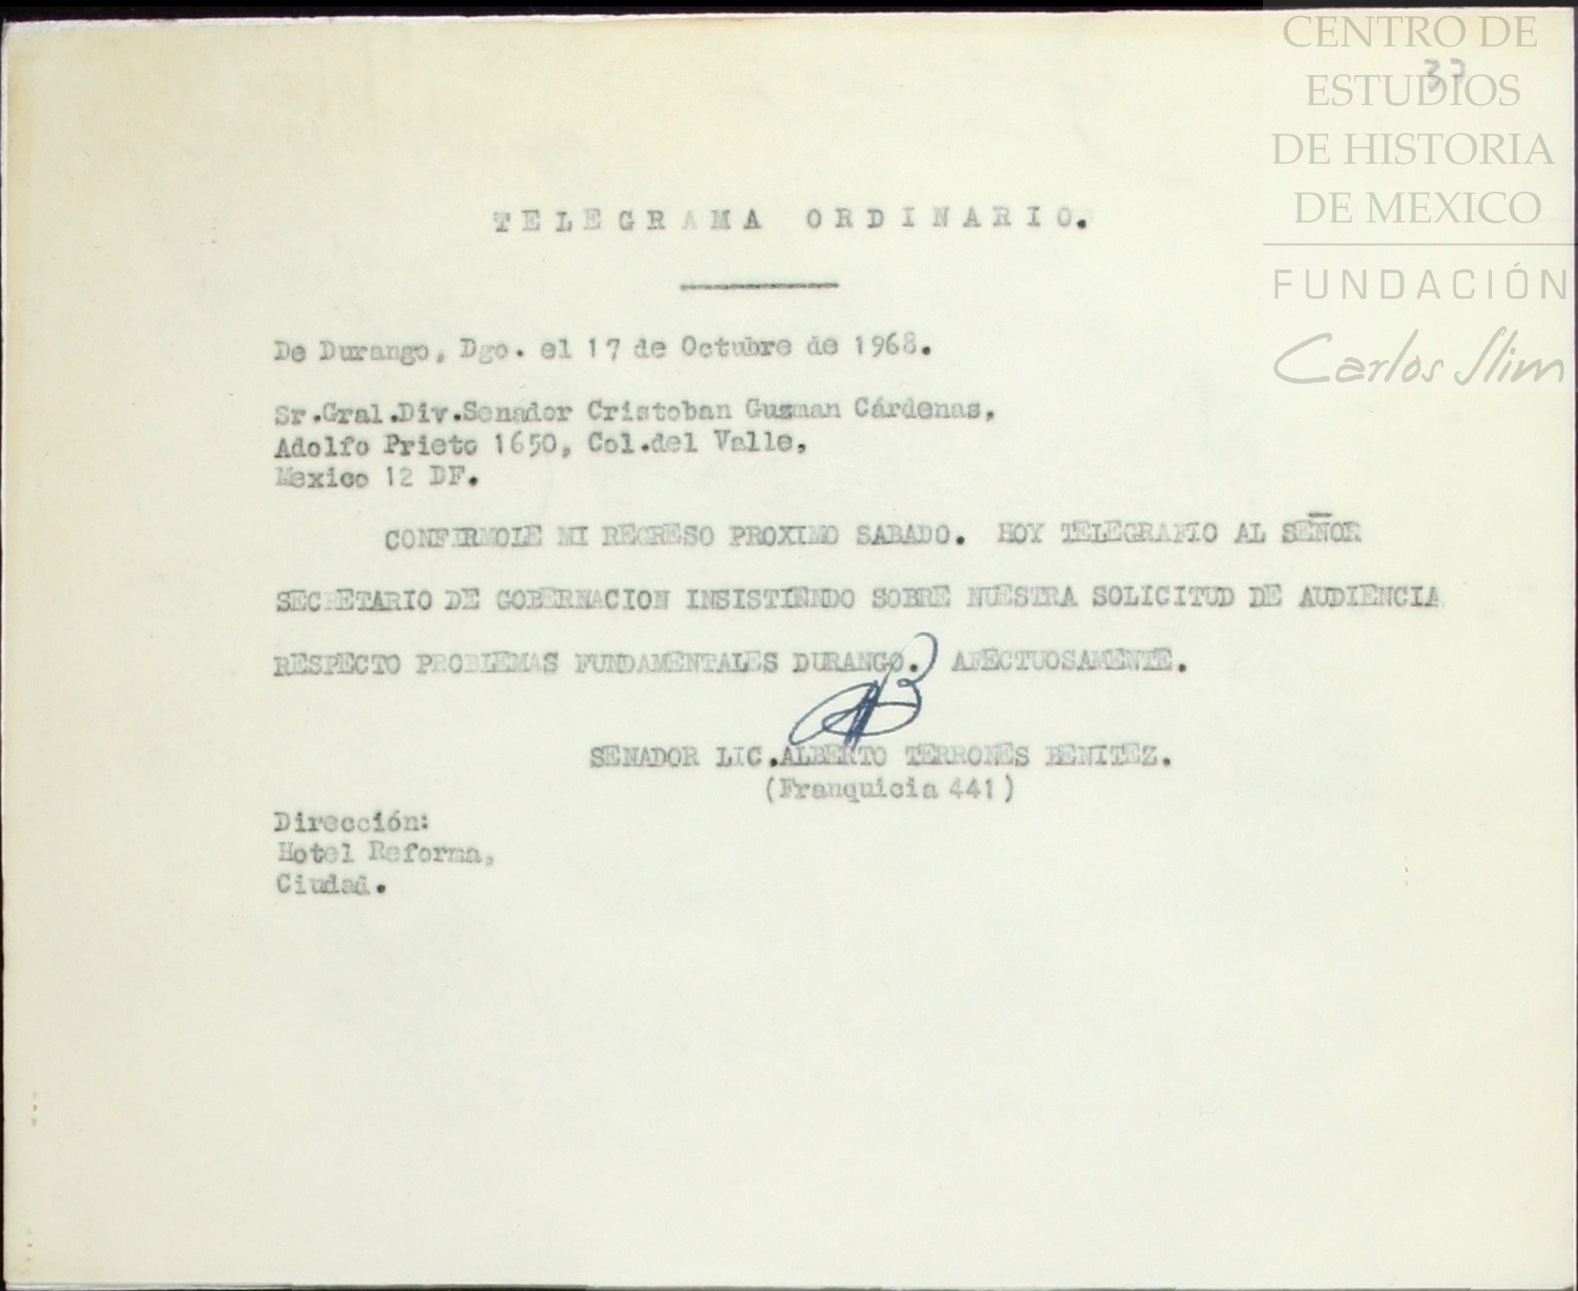 CENTRO DE
ESTUDIOS
DE HISTORIA
DE MEXICO
FUNDACIÓN
Carlos Slim
TELEGRAMA ORDINARIO.
De Durango, Dgo. el 17 de Octubre de 1968.
Sr.Gral.Div.Senador Cristoban Guzman Cárdenas,
Adolfo Prieto 1650, Col.del Valle,
Mexico 12 DF.
CONFIRMOLE MI REGRESO PROXIMO SABADO. HOY TELEGRAFIO AL SEÑOR
SECRETARIO DE GOBERNACION INSISTIENDO SOBRE NUESTRA SOLICITUD DE AUDIENCIA
RESPECTO PROBLEMAS FUNDAMENTALES DURANGO. AFECTUOSAMENTE.
SENADOR LIC.ALBERTO TERRONES BENITEZ.
(Franquicia 441)
Dirección:
Hotel Reforma,
Ciudad.